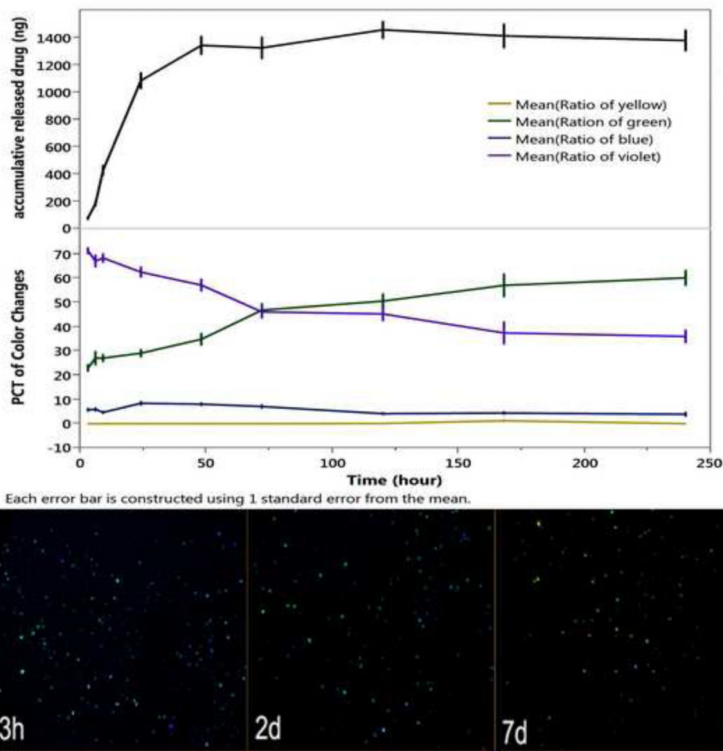 accumulative released drug (ng)
1400
1200
1000
800
600
400
200
0
Mean(Ratio of yellow)
Mean(Ration of green)
Mean(Ratio of blue)
Mean(Ratio of violet)
PCT of Color Changes
70
60
50
40
30
20
10
0
-10
0 50 100 150 200 250
Time (hour)
Each error bar is constructed using 1 standard error from the mean.
3h 2d 7d